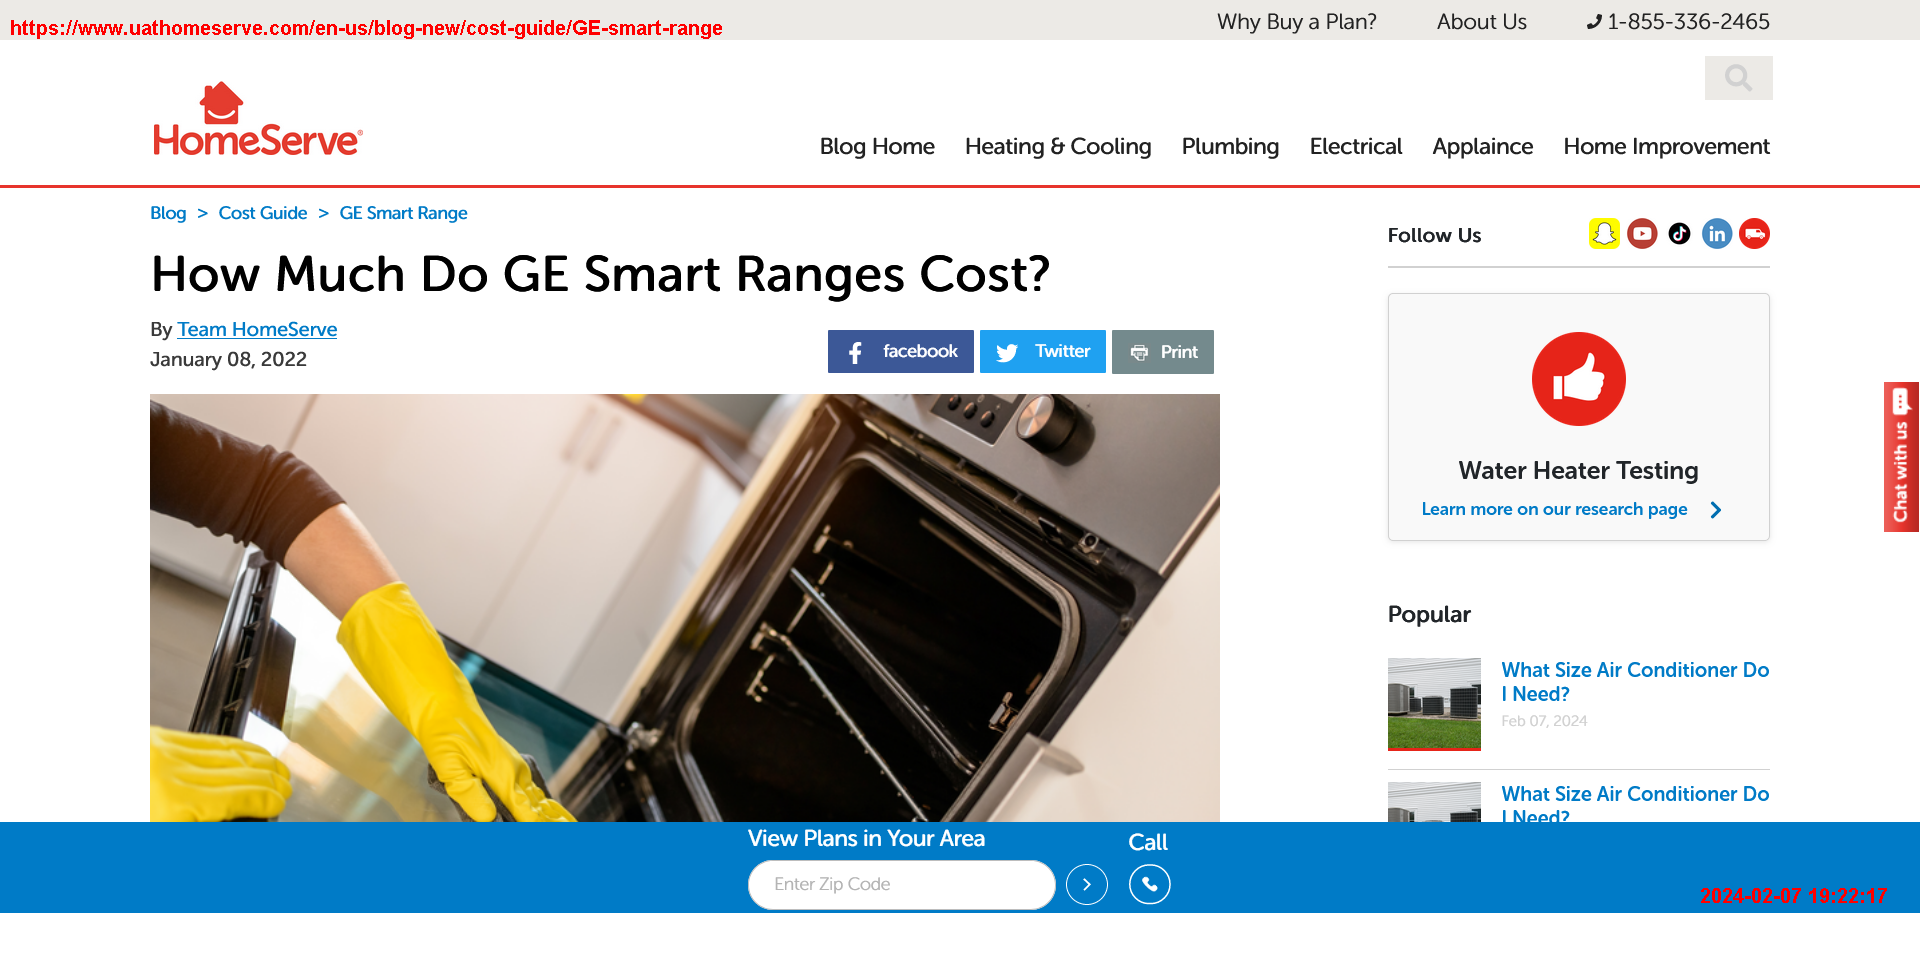 https://www.uathomeserve.com/en-us/blog-new/cost-guide/GE-smart-range
Why Buy a Plan? About Us 1-855-336-2465
HomeServe®
Blog Home Heating & Cooling Plumbing Electrical Applaince Home Improvement
Blog > Cost Guide > GE Smart Range
How Much Do GE Smart Ranges Cost?
By Team HomeServe
January 08, 2022
facebook Twitter Print
Follow Us
Water Heater Testing
Learn more on our research page
Chat with us
Popular
What Size Air Conditioner Do
I Need?
Feb 07, 2024
What Size Air Conditioner Do
I Need?
View Plans in Your Area
Enter Zip Code
Call
2024-02-07 19:22:17